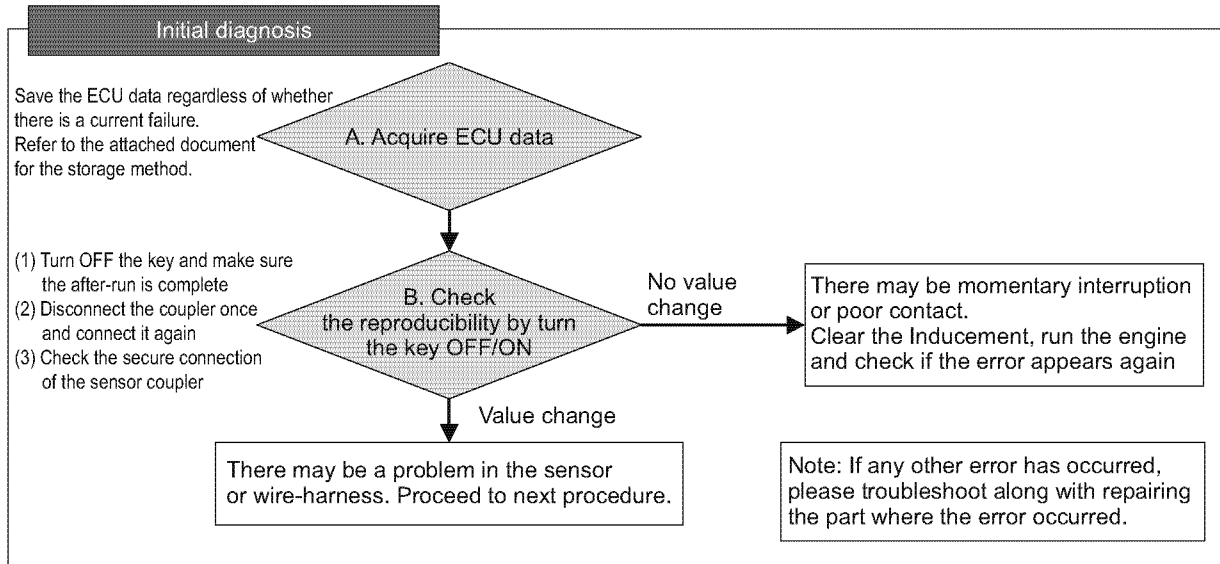 Initial diagnosis
Save the ECU data regardless of whether
there is a current failure.
Refer to the attached document
for the storage method.
A. Acquire ECU data
(1) Turn OFF the key and make sure
the after-run is complete
(2) Disconnect the coupler once
and connect it again
(3) Check the secure connection
of the sensor coupler
B. Check
the reproducibility by turn
the key OFF/ON
No value
change
There may be momentary interruption
or poor contact.
Clear the Inducement, run the engine
and check if the error appears again
Value change
There may be a problem in the sensor
or wire-harness. Proceed to next procedure.
Note: If any other error has occurred,
please troubleshoot along with repairing
the part where the error occurred.